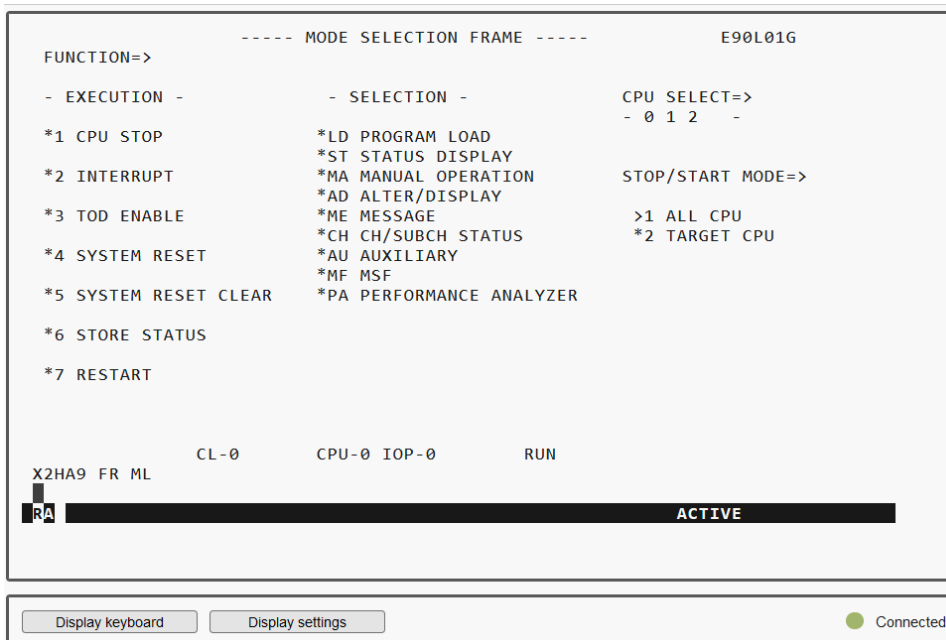 ----- MODE SELECTION FRAME ----- E90L01G
FUNCTION=>
- EXECUTION - - SELECTION - CPU SELECT=>
- 0 1 2 -
*1 CPU STOP *LD PROGRAM LOAD
*ST STATUS DISPLAY
*2 INTERRUPT *MA MANUAL OPERATION STOP/START MODE=>
*AD ALTER/DISPLAY
*3 TOD ENABLE *ME MESSAGE >1 ALL CPU
*CH CH/SUBCH STATUS *2 TARGET CPU
*4 SYSTEM RESET *AU AUXILIARY
*MF MSF
*5 SYSTEM RESET CLEAR *PA PERFORMANCE ANALYZER
*6 STORE STATUS
*7 RESTART
CL-0 CPU-0 IOP-0 RUN
X2HA9 FR ML
RA ACTIVE
Display keyboard Display settings Connected